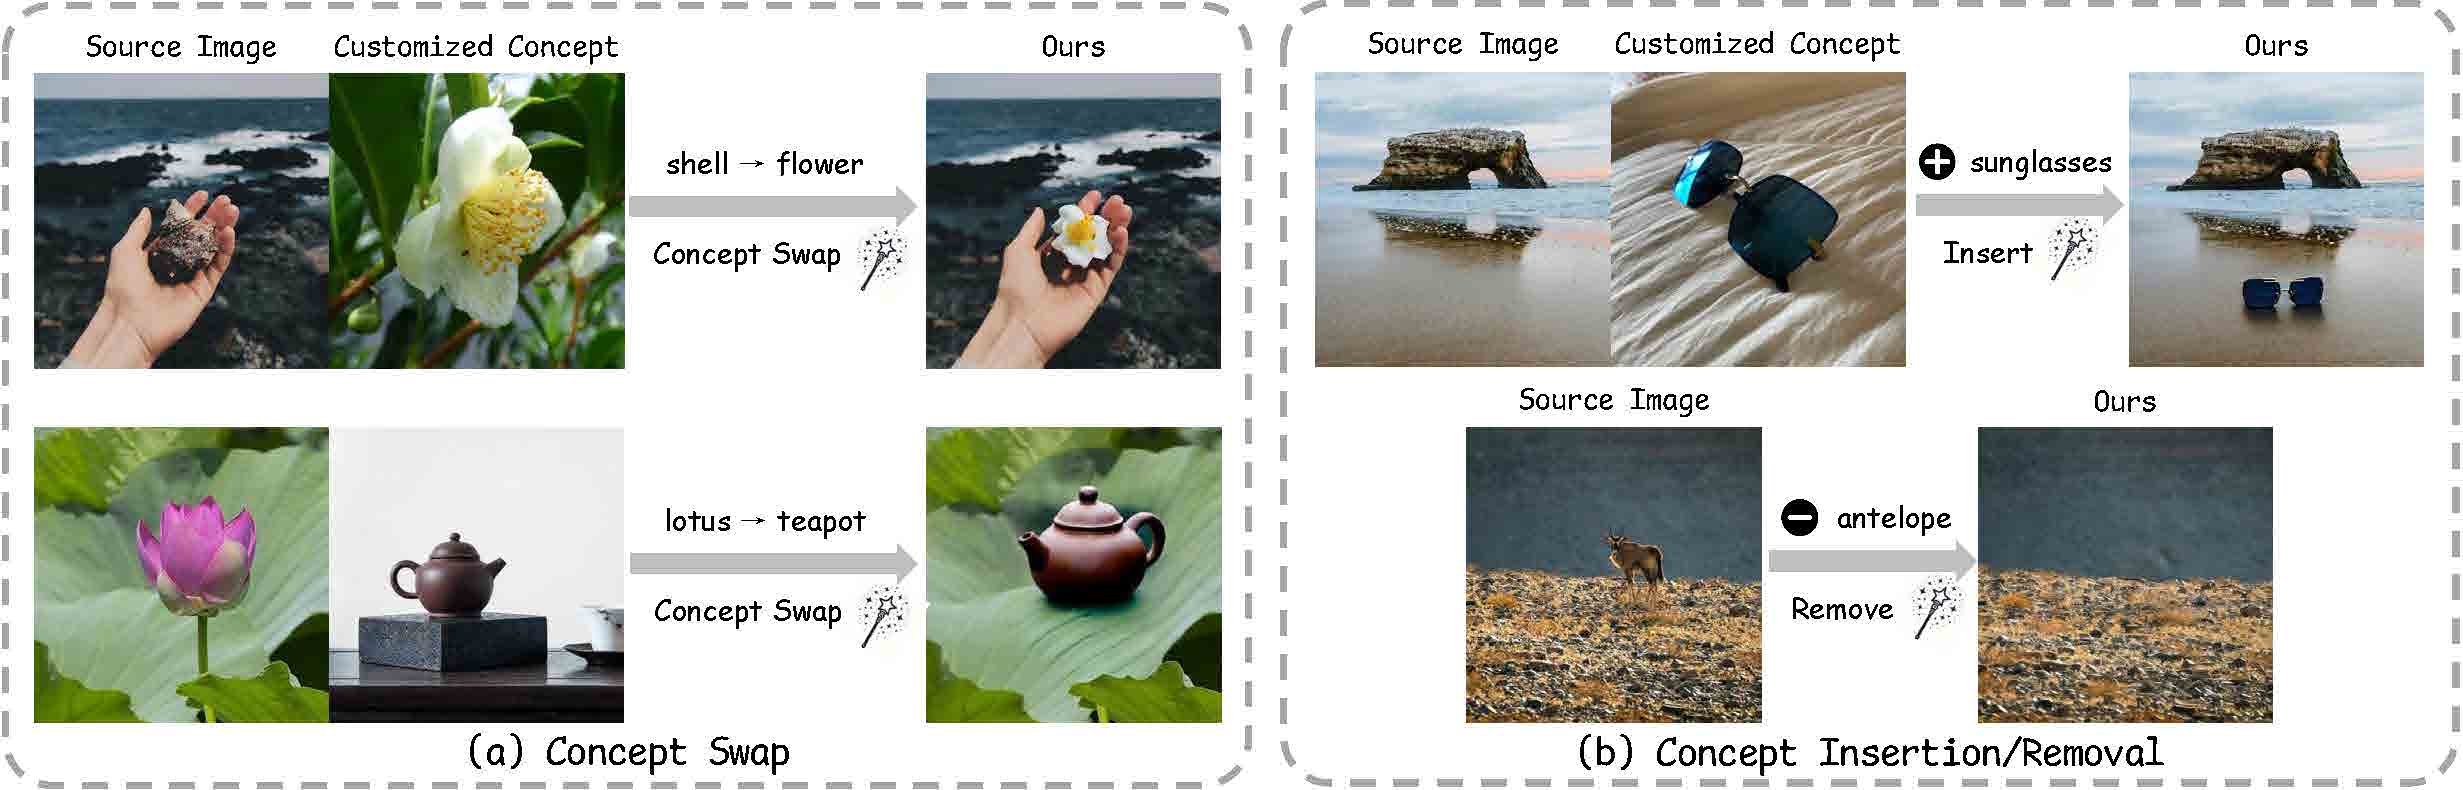 Source Image Customized Concept Ours
shell → flower
Concept Swap
lotus → teapot
Concept Swap
(a) Concept Swap
Source Image Customized Concept Ours
sunglasses
Insert
Source Image Ours
antelope
Remove
(b) Concept Insertion/Removal